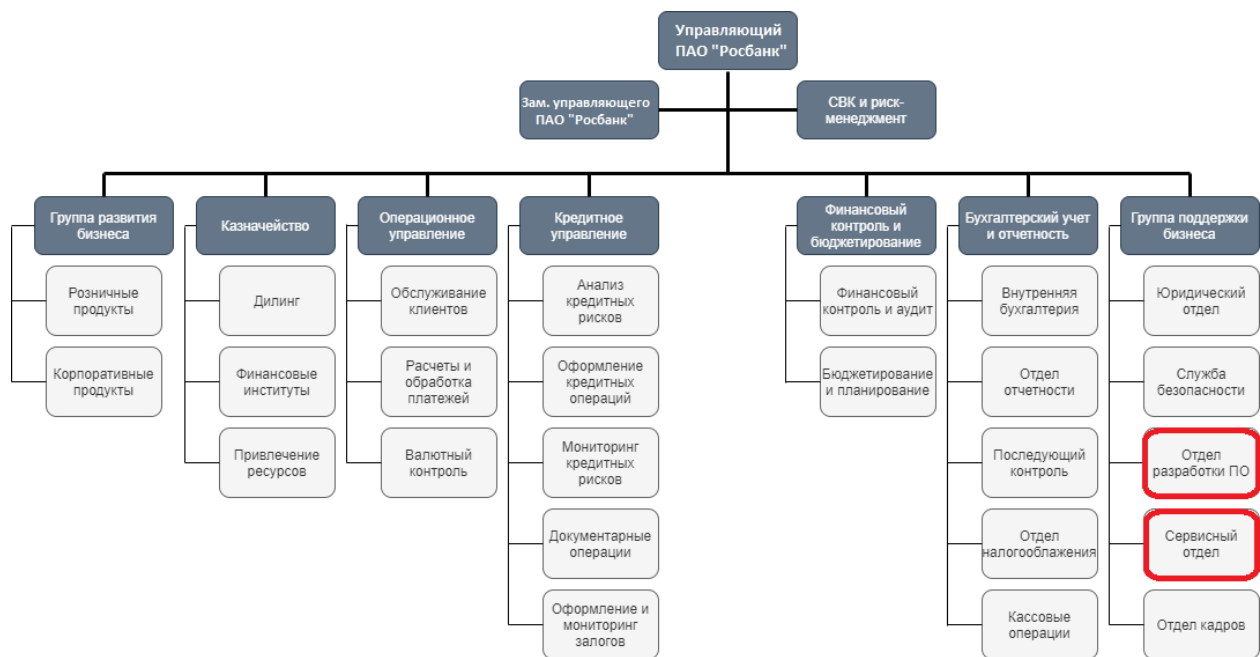 Управляющий
ПАО "Росбанк"
Зам. управляющего
ПАО "Росбанк"
СВК и риск-
менеджмент
Группа развития
бизнеса
Розничные
продукты
Корпоративные
продукты
Казначейство
Дилинг
Финансовые
институты
Привлечение
ресурсов
Операционное
управление
Обслуживание
клиентов
Расчеты и
обработка
платежей
Валютный
контроль
Кредитное
управление
Анализ
кредитных
рисков
Оформление
кредитных
операций
Мониторинг
кредитных
рисков
Документарные
операции
Оформление и
мониторинг
залогов
Финансовый
контроль и
бюджетирование
Финансовый
контроль и аудит
Бюджетирование
и планирование
Бухгалтерский учет
и отчетность
Внутренняя
бухгалтерия
Отдел
отчетности
Последующий
контроль
Отдел
налогооблажения
Кассовые
операции
Группа поддержки
бизнеса
Юридический
отдел
Служба
безопасности
Отдел
разработки ПО
Сервисный
отдел
Отдел кадров